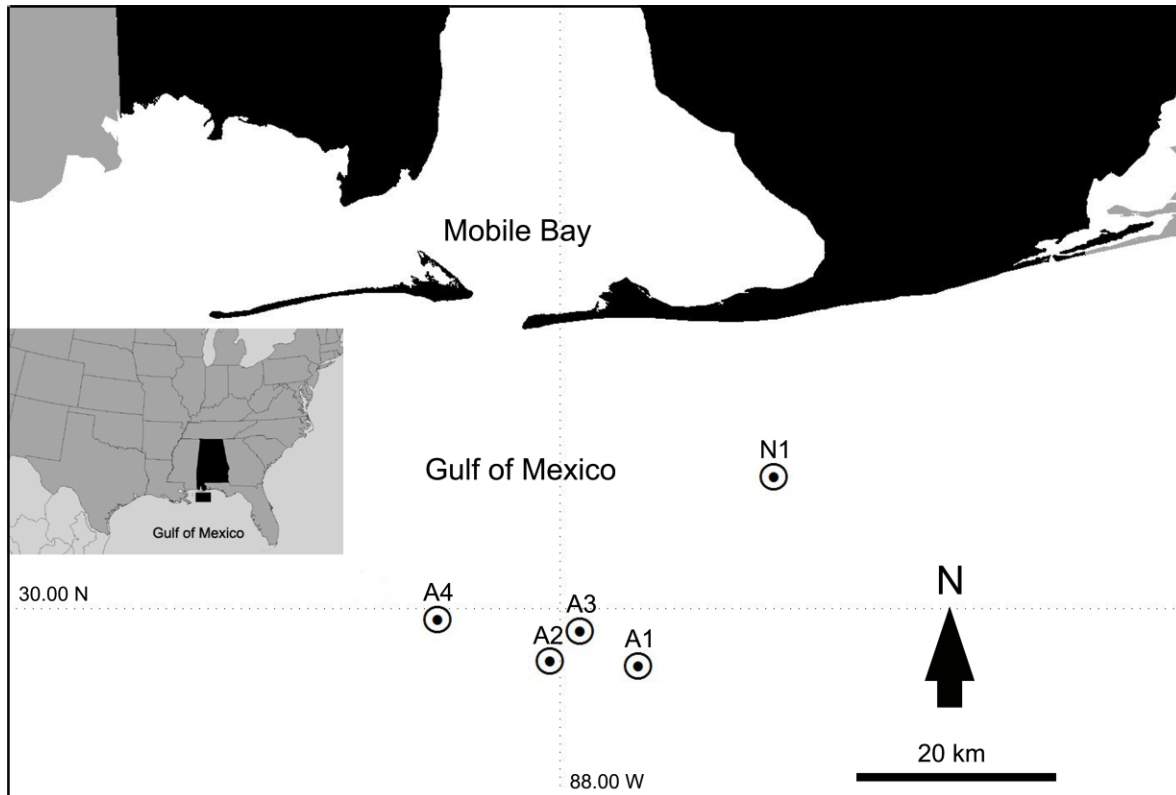 Mobile Bay
Gulf of Mexico
N1
Gulf of Mexico
30.00 N
A4
A3
A2
A1
N
20 km
88.00 W